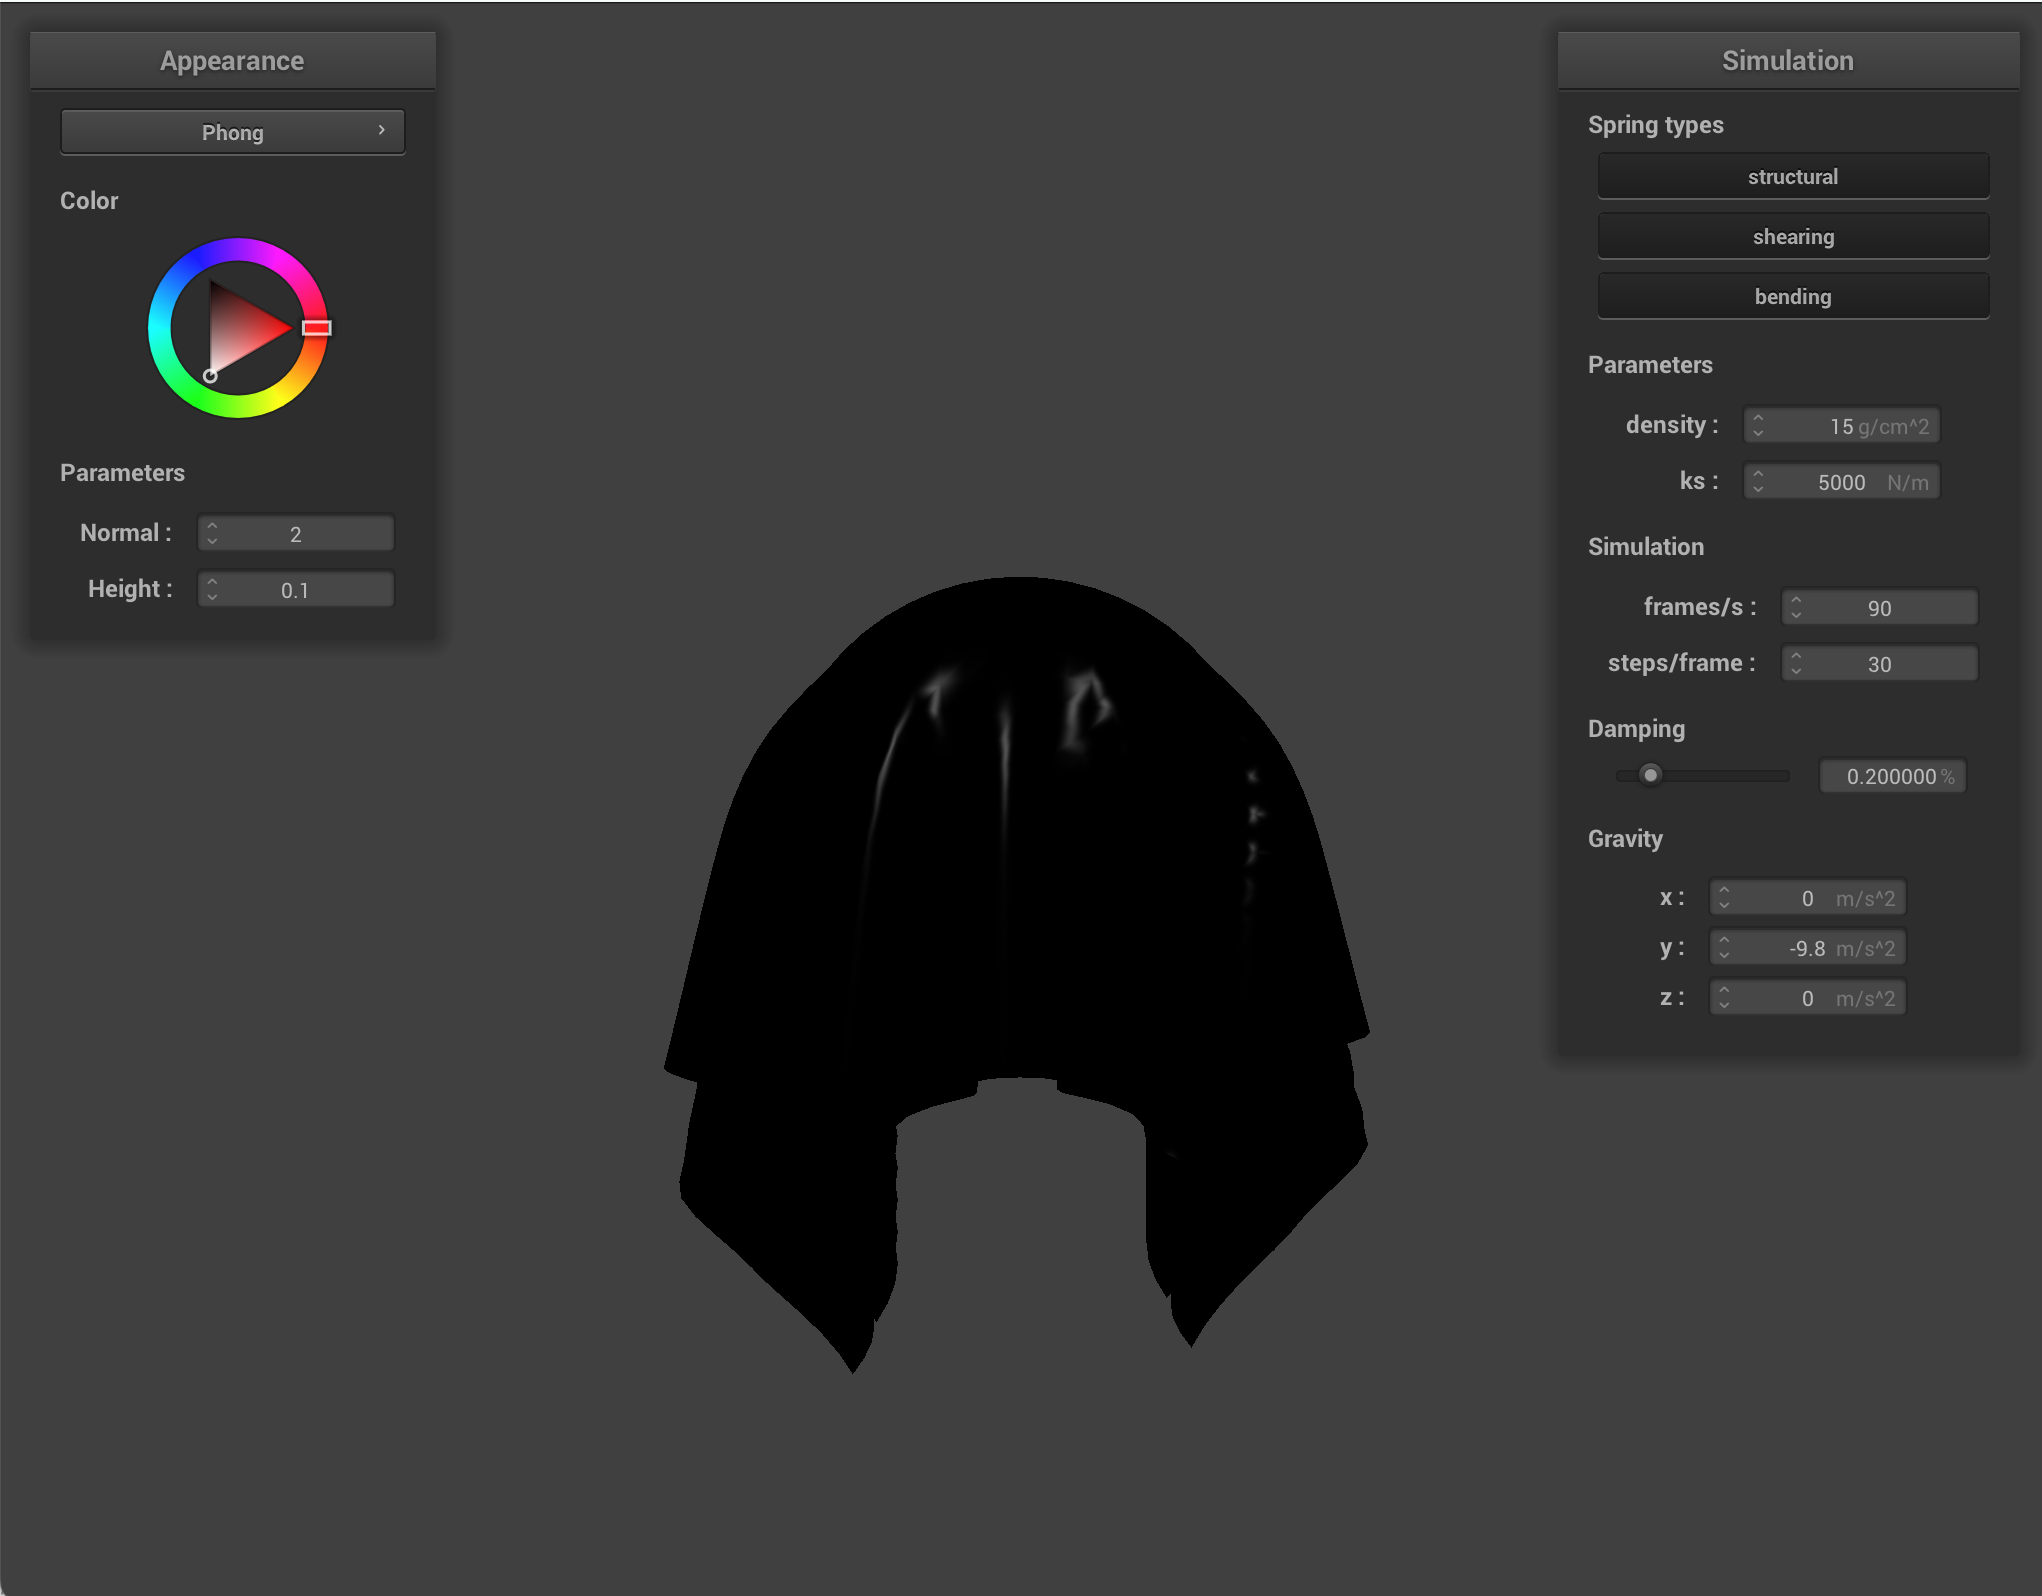 Appearance
Phong
Color
Parameters
Normal : 2
Height : 0.1
Simulation
Spring types
structural
shearing
bending
Parameters
density : 15 g/cm^2
ks : 5000 N/m
Simulation
frames/s : 90
steps/frame : 30
Damping
0.200000 %
Gravity
x : 0 m/s^2
y : -9.8 m/s^2
z : 0 m/s^2